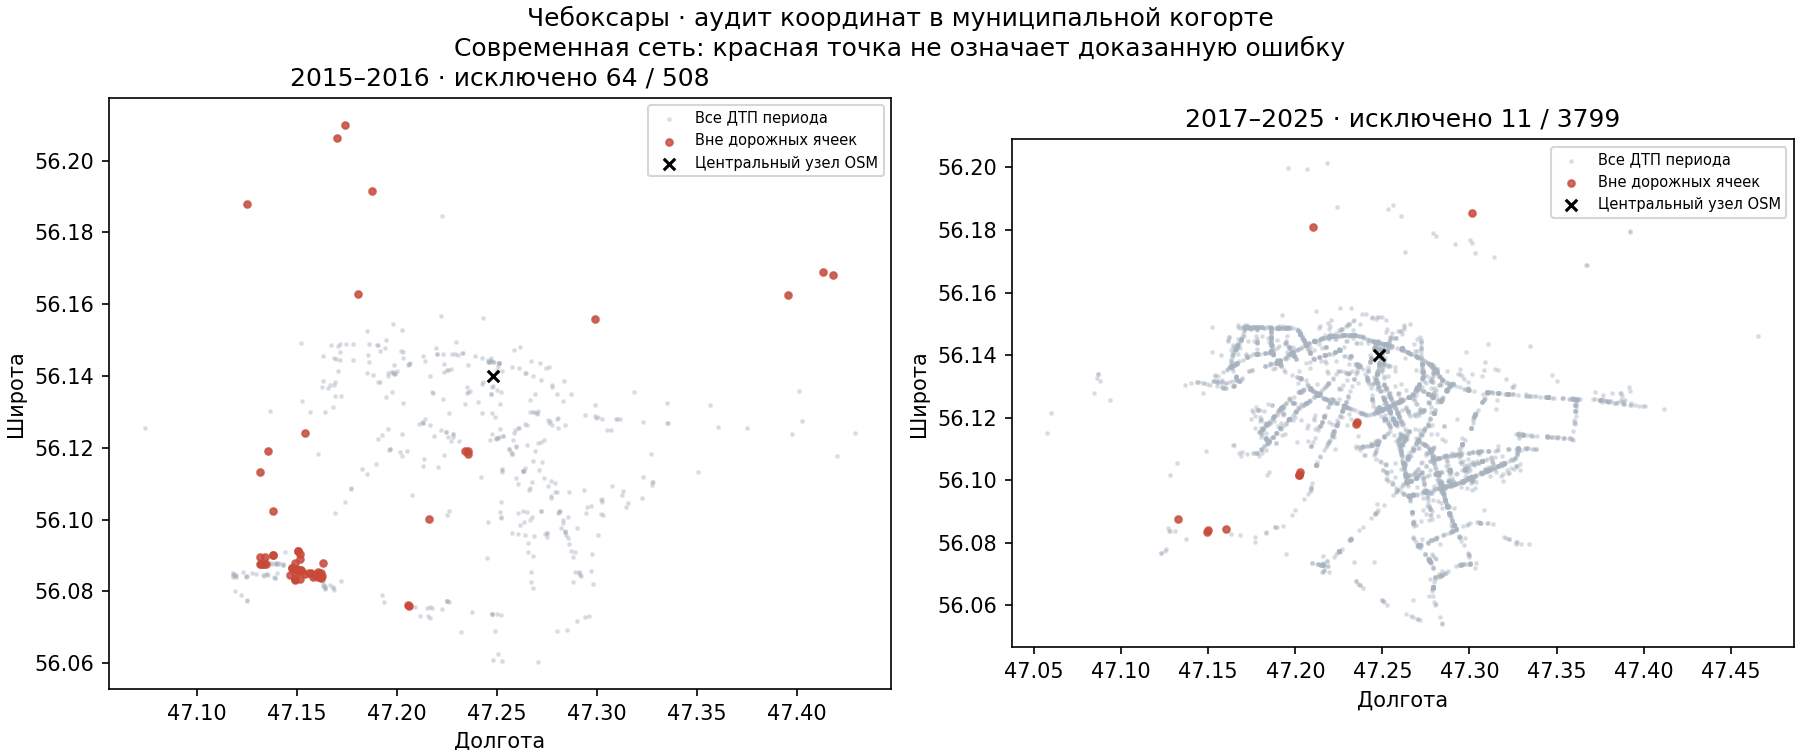 Чебоксары · аудит координат в муниципальной когорте
Современная сеть: красная точка не означает доказанную ошибку
2015–2016 · исключено 64 / 508
Все ДТП периода
Вне дорожных ячеек
Центральный узел OSM
56.20
56.18
56.16
56.14
56.12
56.10
56.08
56.06
Широта
47.10 47.15 47.20 47.25 47.30 47.35 47.40
Долгота
2017–2025 · исключено 11 / 3799
Все ДТП периода
Вне дорожных ячеек
Центральный узел OSM
56.20
56.18
56.16
56.14
56.12
56.10
56.08
56.06
Широта
47.05 47.10 47.15 47.20 47.25 47.30 47.35 47.40 47.45
Долгота